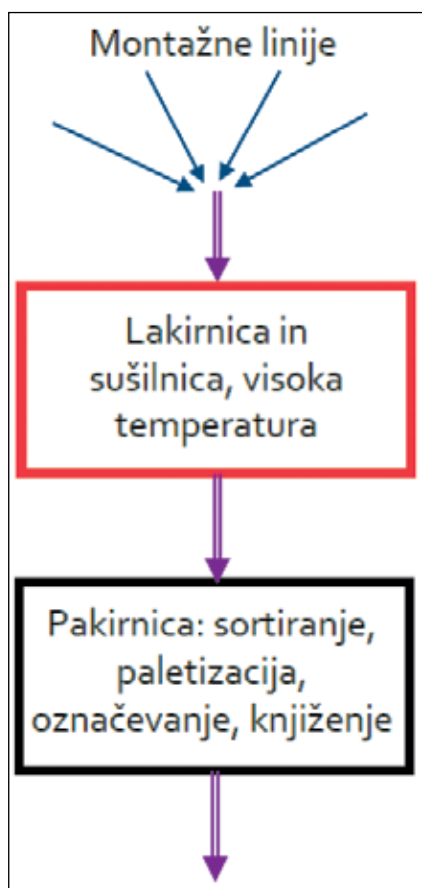 Montažne linije
Lakirnica in
sušilnica, visoka
temperatura
Pakirnica: sortiranje,
paletizacija,
označevanje, knjiženje